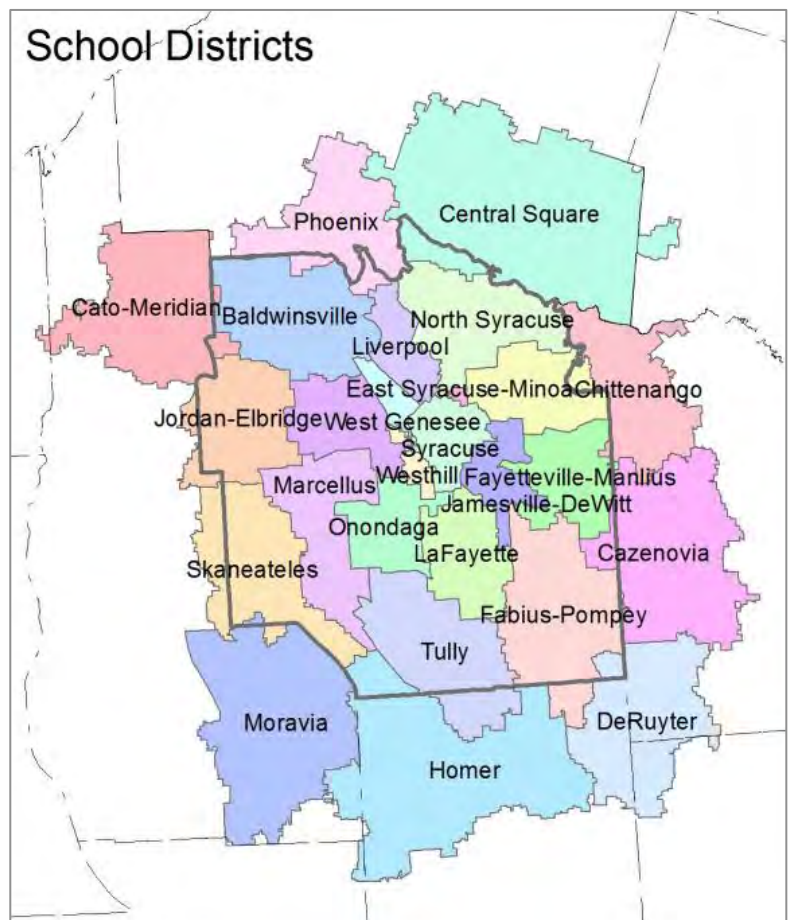 School Districts
Central Square
Phoenix
Cato-Meridian
Baldwinsville
North Syracuse
Liverpool
East Syracuse-Minoa
Chittenango
Jordan-Elbridge
West Genesee
Syracuse
Westhill
Fayetteville-Manlius
Marcellus
Jamesville-DeWitt
Onondaga
LaFayette
Cazenovia
Skaneateles
Fabius-Pompey
Tully
Moravia
DeRuyter
Homer